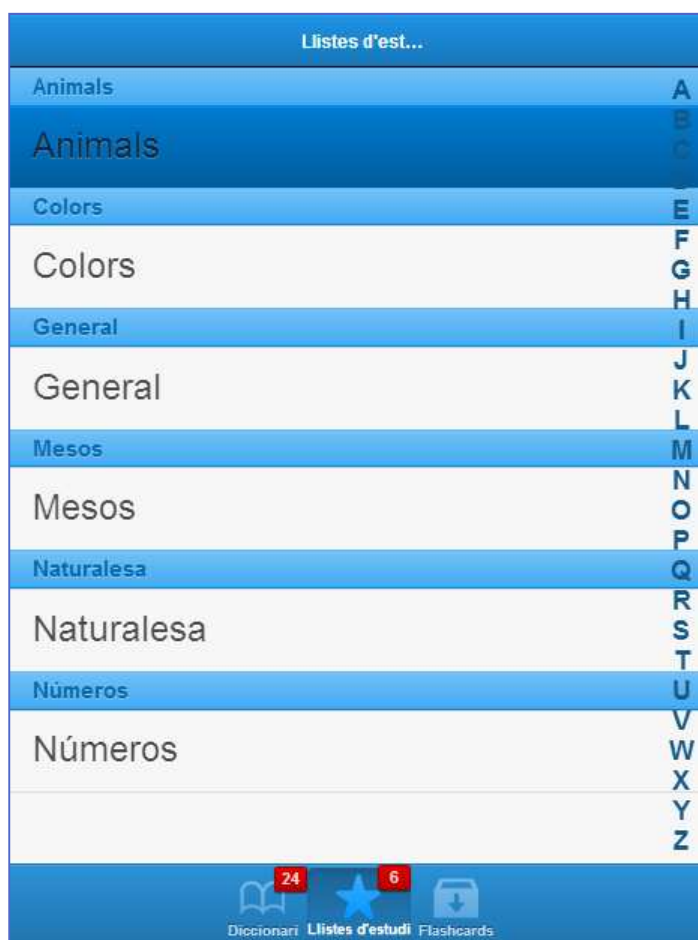 Llistes d'est...
Animals
A
B
Animals
C
D
Colors
E
F
Colors
G
H
General
I
J
General
K
L
Mesos
M
N
Mesos
O
P
Naturalesa
Q
R
Naturalesa
S
T
Números
U
V
Números
W
X
Y
Z
24
6
Diccionari Llistes d'estudi Flashcards